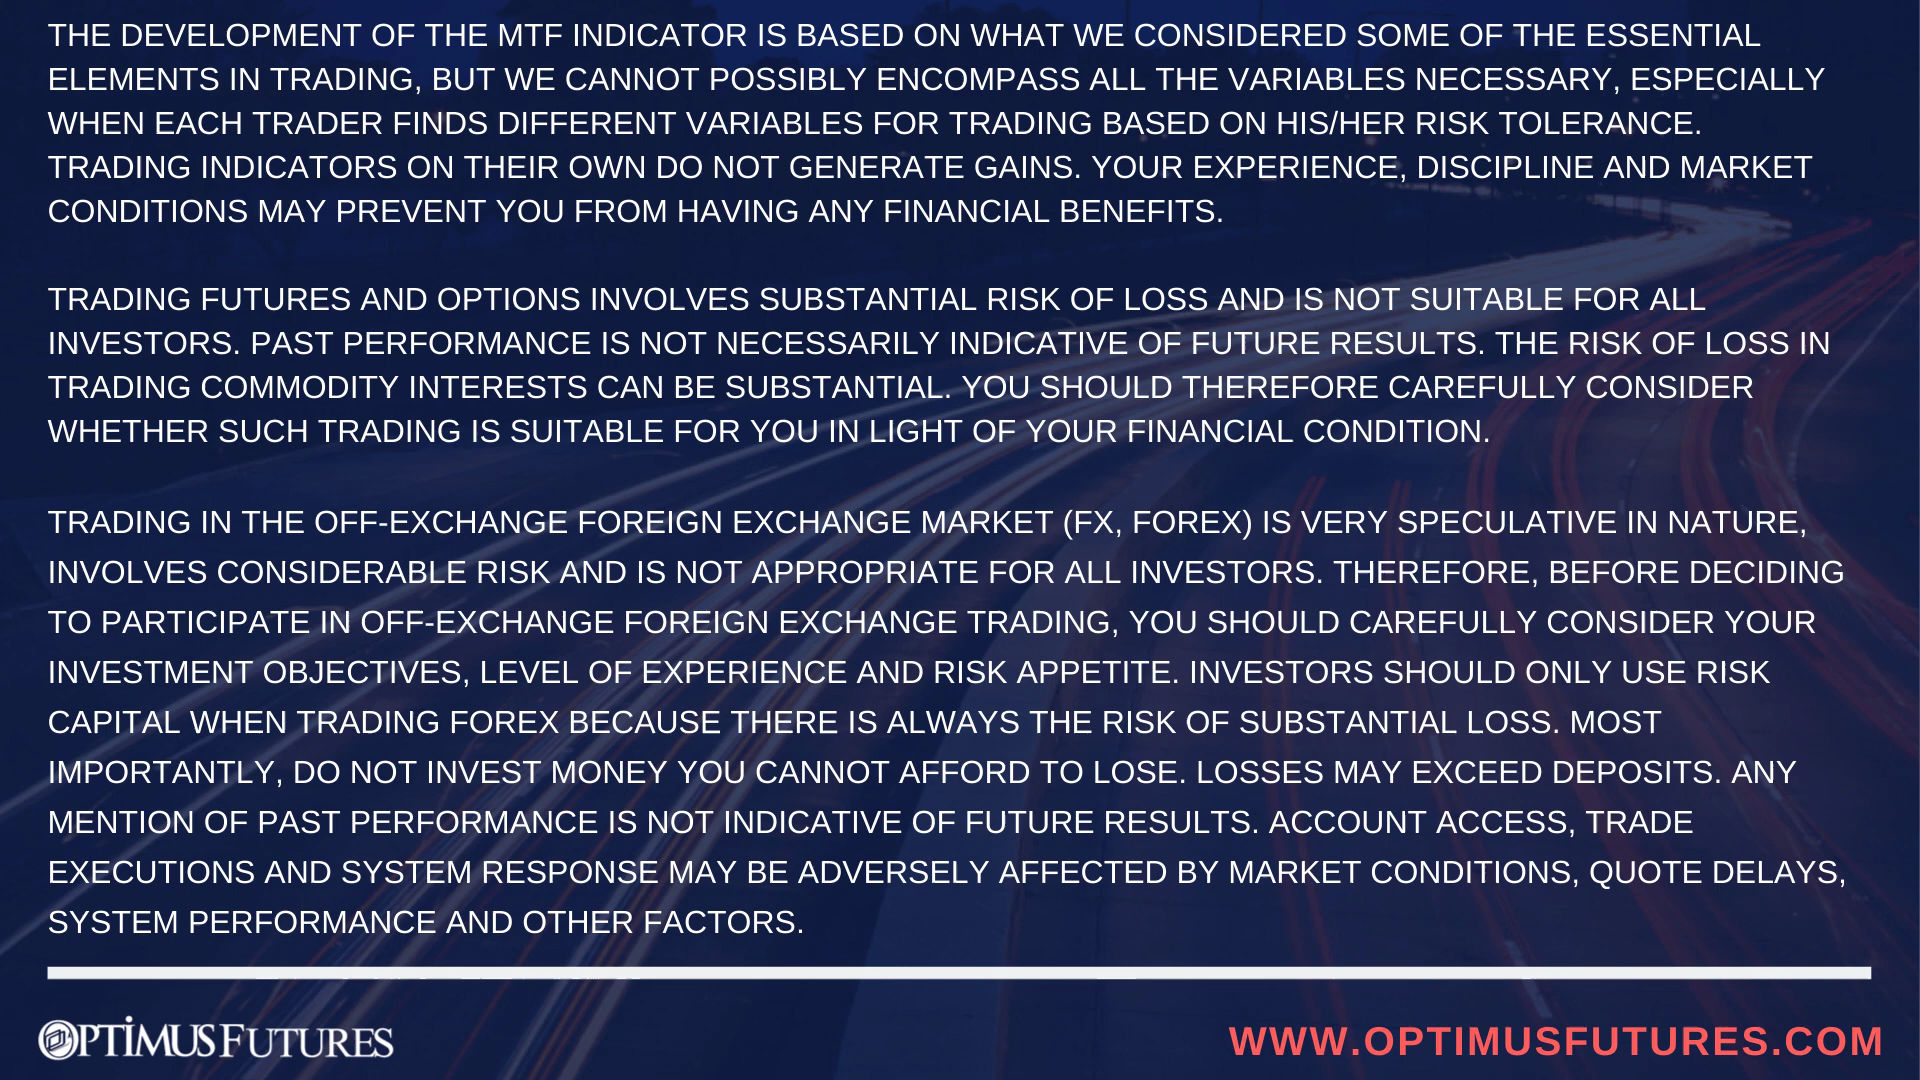 THE DEVELOPMENT OF THE MTF INDICATOR IS BASED ON WHAT WE CONSIDERED SOME OF THE ESSENTIAL
ELEMENTS IN TRADING, BUT WE CANNOT POSSIBLY ENCOMPASS ALL THE VARIABLES NECESSARY, ESPECIALLY
WHEN EACH TRADER FINDS DIFFERENT VARIABLES FOR TRADING BASED ON HIS/HER RISK TOLERANCE.
TRADING INDICATORS ON THEIR OWN DO NOT GENERATE GAINS. YOUR EXPERIENCE, DISCIPLINE AND MARKET
CONDITIONS MAY PREVENT YOU FROM HAVING ANY FINANCIAL BENEFITS.
TRADING FUTURES AND OPTIONS INVOLVES SUBSTANTIAL RISK OF LOSS AND IS NOT SUITABLE FOR ALL
INVESTORS. PAST PERFORMANCE IS NOT NECESSARILY INDICATIVE OF FUTURE RESULTS. THE RISK OF LOSS IN
TRADING COMMODITY INTERESTS CAN BE SUBSTANTIAL. YOU SHOULD THEREFORE CAREFULLY CONSIDER
WHETHER SUCH TRADING IS SUITABLE FOR YOU IN LIGHT OF YOUR FINANCIAL CONDITION.
TRADING IN THE OFF-EXCHANGE FOREIGN EXCHANGE MARKET (FX, FOREX) IS VERY SPECULATIVE IN NATURE,
INVOLVES CONSIDERABLE RISK AND IS NOT APPROPRIATE FOR ALL INVESTORS. THEREFORE, BEFORE DECIDING
TO PARTICIPATE IN OFF-EXCHANGE FOREIGN EXCHANGE TRADING, YOU SHOULD CAREFULLY CONSIDER YOUR
INVESTMENT OBJECTIVES, LEVEL OF EXPERIENCE AND RISK APPETITE. INVESTORS SHOULD ONLY USE RISK
CAPITAL WHEN TRADING FOREX BECAUSE THERE IS ALWAYS THE RISK OF SUBSTANTIAL LOSS. MOST
IMPORTANTLY, DO NOT INVEST MONEY YOU CANNOT AFFORD TO LOSE. LOSSES MAY EXCEED DEPOSITS. ANY
MENTION OF PAST PERFORMANCE IS NOT INDICATIVE OF FUTURE RESULTS. ACCOUNT ACCESS, TRADE
EXECUTIONS AND SYSTEM RESPONSE MAY BE ADVERSELY AFFECTED BY MARKET CONDITIONS, QUOTE DELAYS,
SYSTEM PERFORMANCE AND OTHER FACTORS.
OPTIMUS FUTURES
WWW.OPTIMUSFUTURES.COM